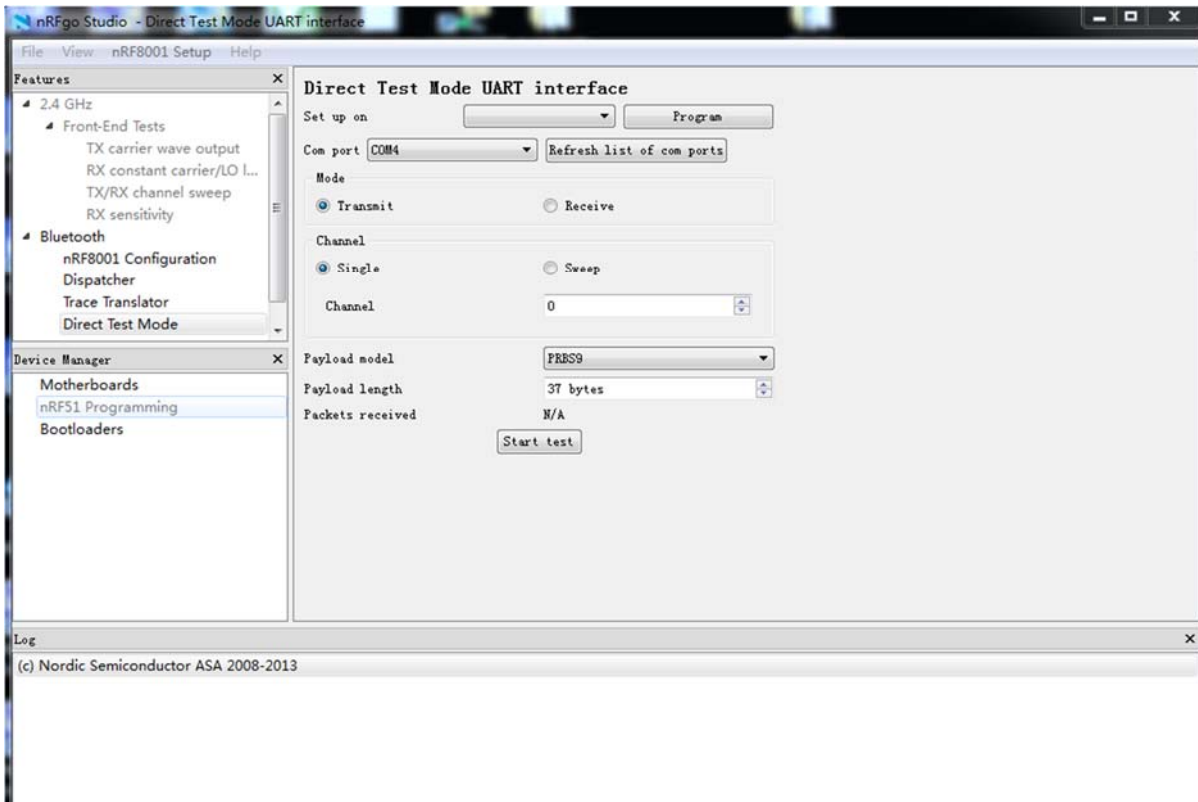 nRFgo Studio - Direct Test Mode UART interface
File View nRF8001 Setup Help
Features
2.4 GHz
Front-End Tests
TX carrier wave output
RX constant carrier/LO l...
TX/RX channel sweep
RX sensitivity
Bluetooth
nRF8001 Configuration
Dispatcher
Trace Translator
Direct Test Mode
Device Manager
Motherboards
nRF51 Programming
Bootloaders
Direct Test Mode UART interface
Set up on Program
Com port COM4 Refresh list of com ports
Mode
Transmit Receive
Channel
Single Sweep
Channel 0
Payload model PRBS9
Payload length 37 bytes
Packets received N/A
Start test
Log
(c) Nordic Semiconductor ASA 2008-2013